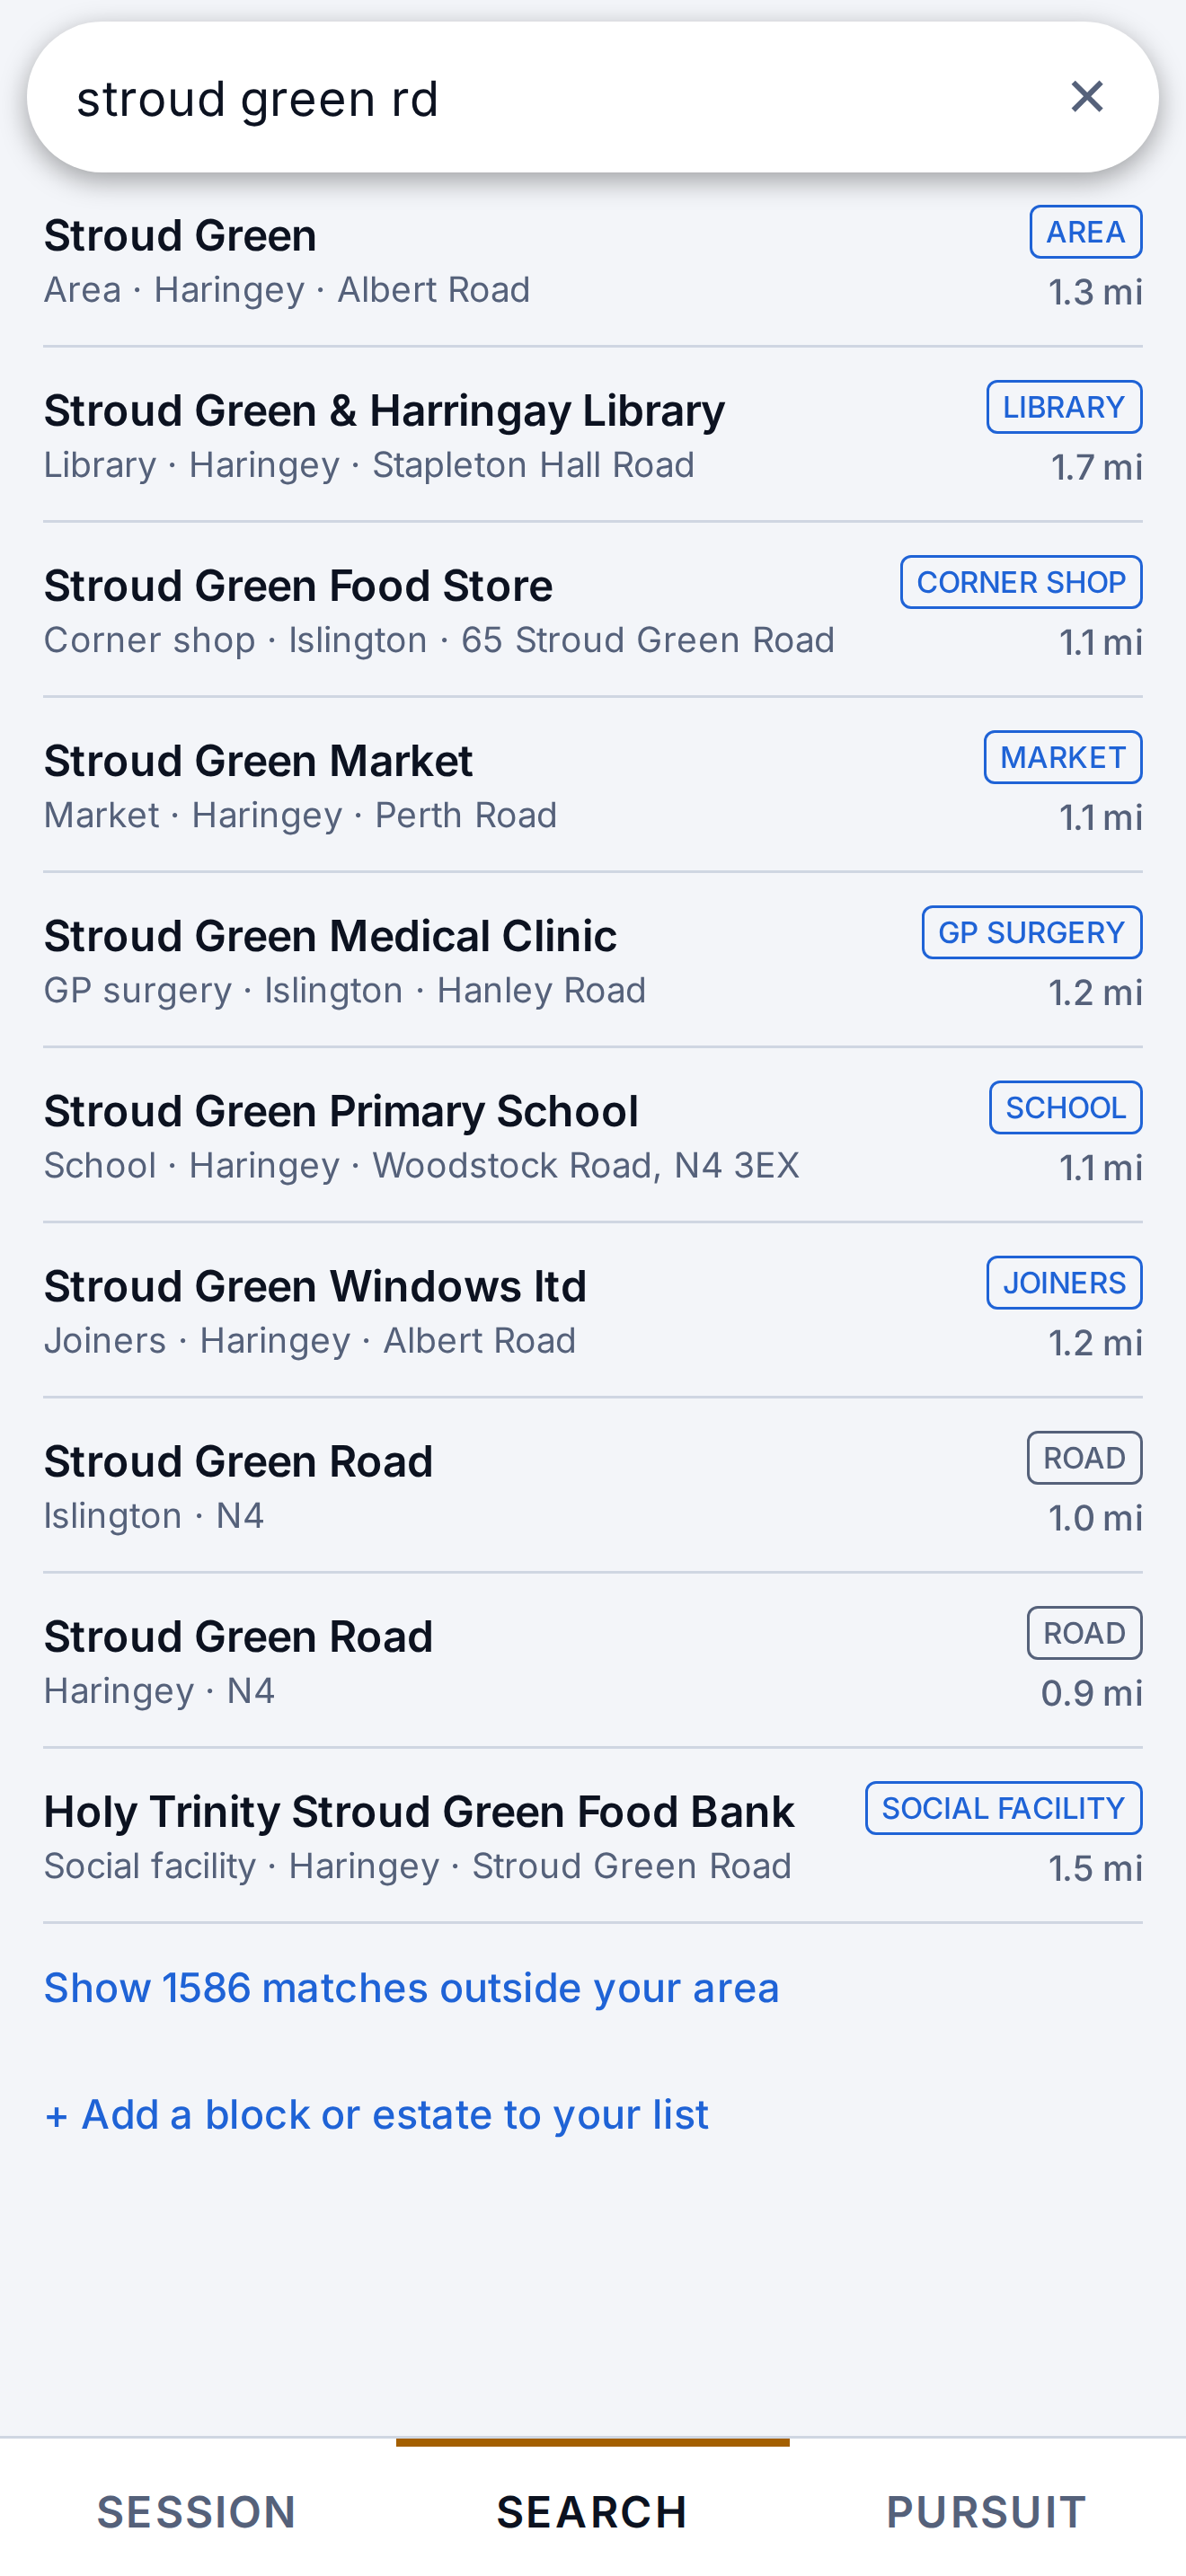 stroud green rd ✕
Stroud Green AREA
Area · Haringey · Albert Road 1.3 mi
Stroud Green & Harringay Library LIBRARY
Library · Haringey · Stapleton Hall Road 1.7 mi
Stroud Green Food Store CORNER SHOP
Corner shop · Islington · 65 Stroud Green Road 1.1 mi
Stroud Green Market MARKET
Market · Haringey · Perth Road 1.1 mi
Stroud Green Medical Clinic GP SURGERY
GP surgery · Islington · Hanley Road 1.2 mi
Stroud Green Primary School SCHOOL
School · Haringey · Woodstock Road, N4 3EX 1.1 mi
Stroud Green Windows ltd JOINERS
Joiners · Haringey · Albert Road 1.2 mi
Stroud Green Road ROAD
Islington · N4 1.0 mi
Stroud Green Road ROAD
Haringey · N4 0.9 mi
Holy Trinity Stroud Green Food Bank SOCIAL FACILITY
Social facility · Haringey · Stroud Green Road 1.5 mi
Show 1586 matches outside your area
+ Add a block or estate to your list
SESSION SEARCH PURSUIT